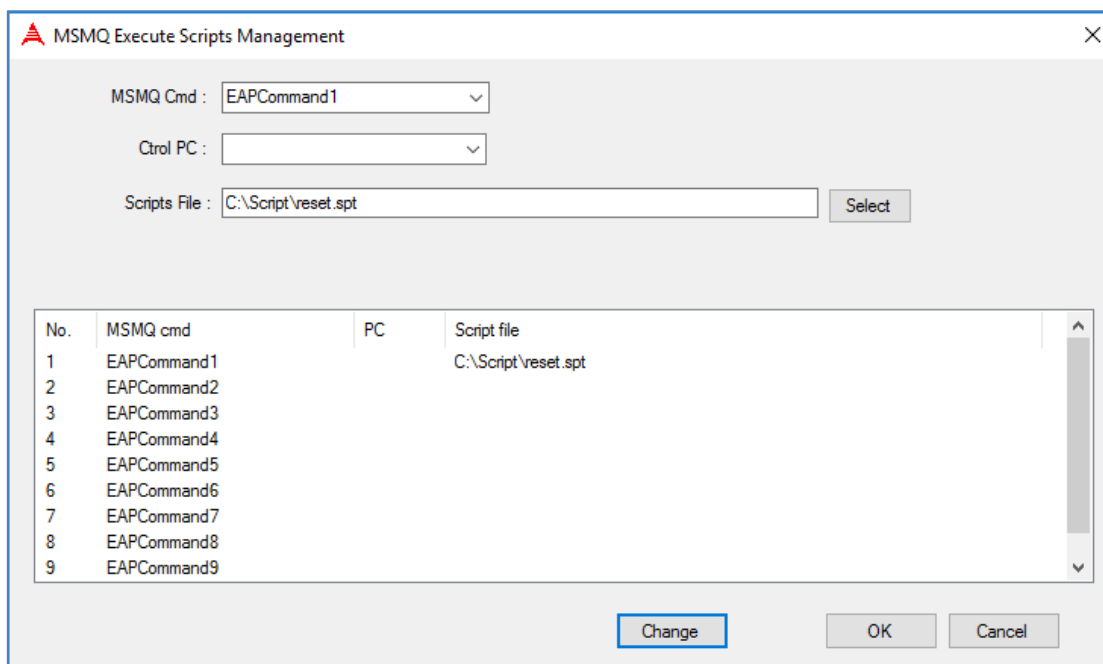 MSMQ Execute Scripts Management
MSMQ Cmd : EAPCommand1
Ctrol PC :
Scripts File : C:\Script\reset.spt Select
No. MSMQ cmd PC Script file
1 EAPCommand1 C:\Script\reset.spt
2 EAPCommand2
3 EAPCommand3
4 EAPCommand4
5 EAPCommand5
6 EAPCommand6
7 EAPCommand7
8 EAPCommand8
9 EAPCommand9
Change OK Cancel